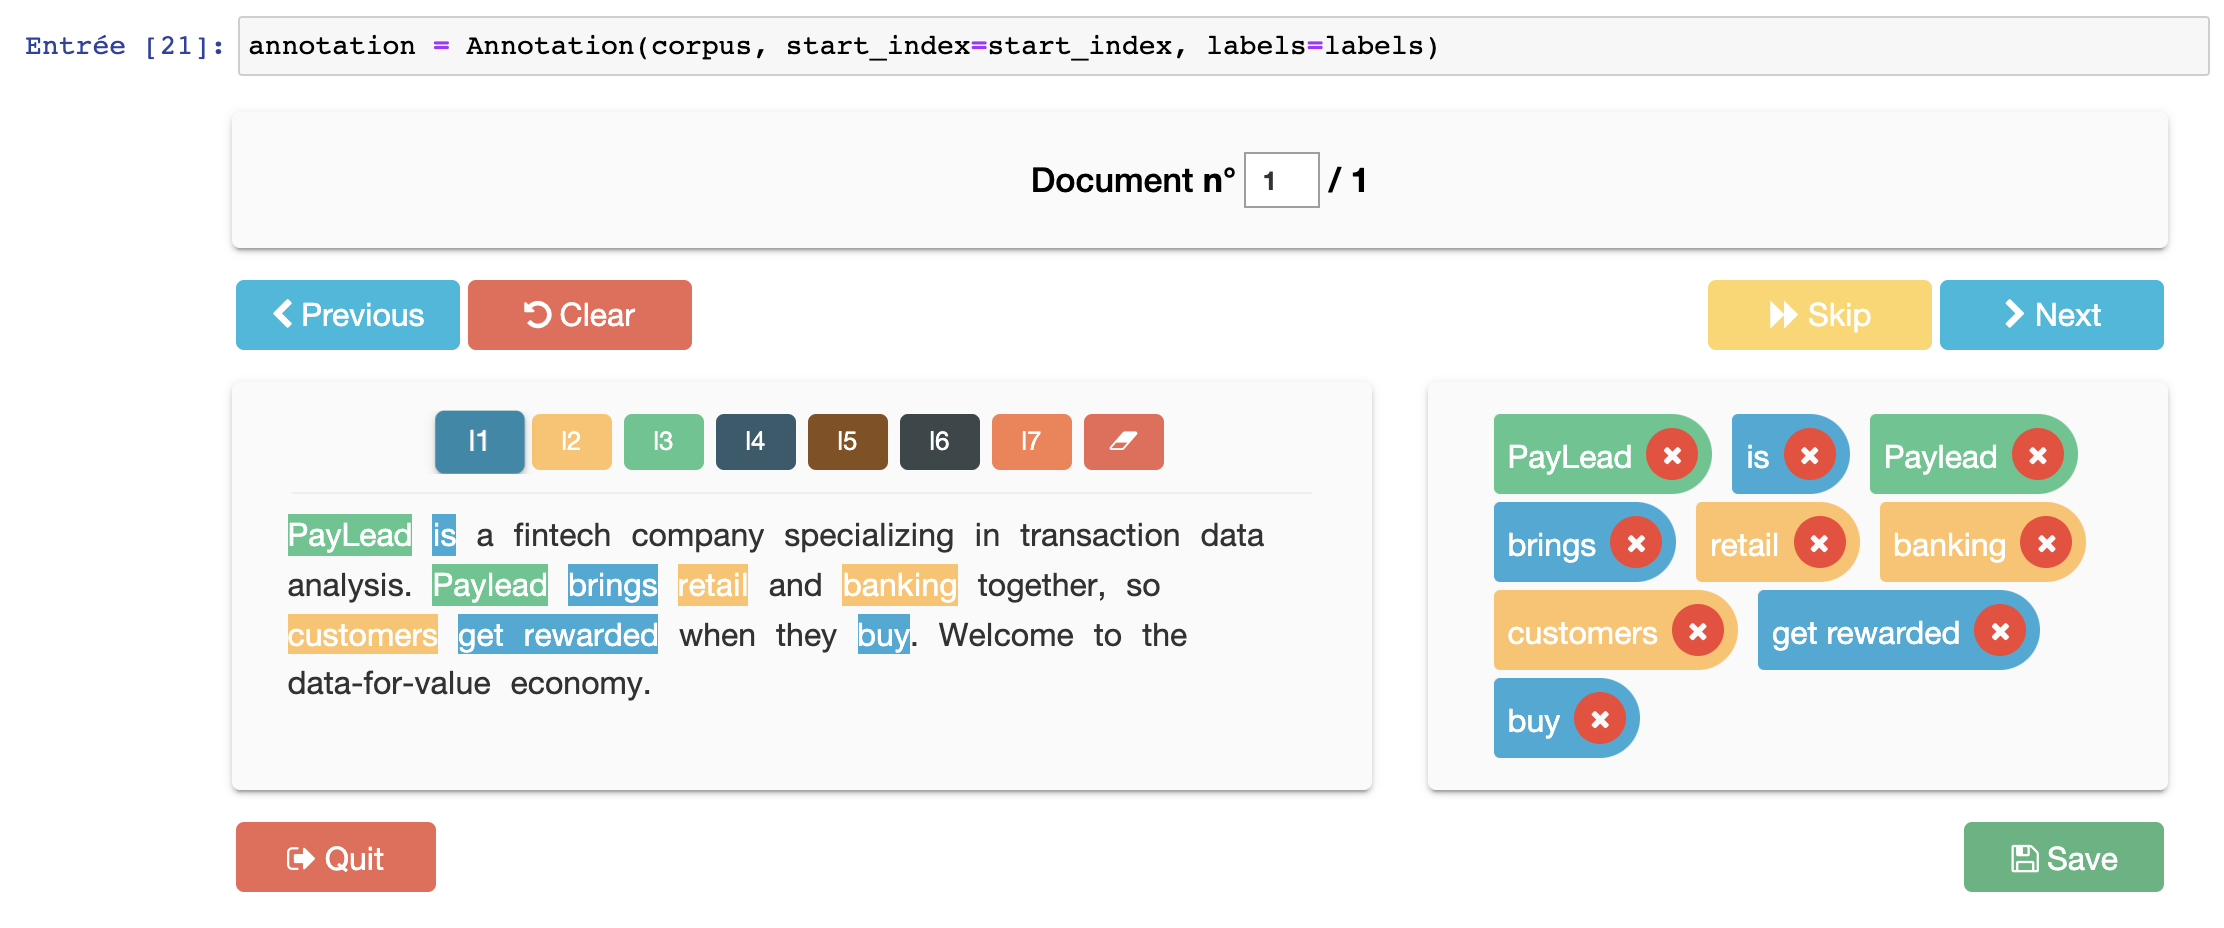 Entrée [21]: annotation = Annotation(corpus, start_index=start_index, labels=labels)
Document n° 1 / 1
Previous Clear Skip Next
l1 l2 l3 l4 l5 l6 l7
PayLead is a fintech company specializing in transaction data
analysis. Paylead brings retail and banking together, so
customers get rewarded when they buy. Welcome to the
data-for-value economy.
PayLead is Paylead
brings retail banking
customers get rewarded
buy
Quit Save